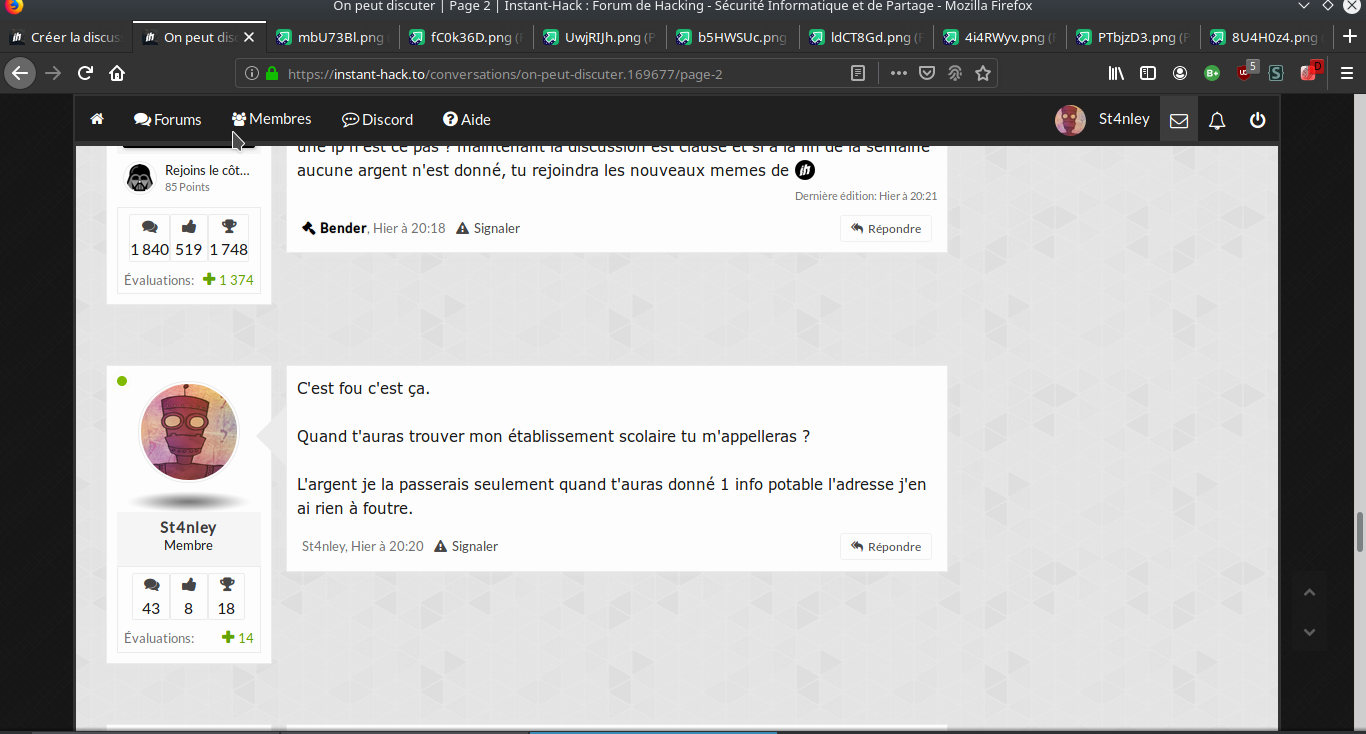 On peut discuter | Page 2 | Instant-Hack : Forum de Hacking - Sécurité Informatique et de Partage - Mozilla Firefox
Créer la discus
On peut dis
mbU73Bl.png
fC0k36D.png (
UwjRIJh.png (P
b5HWSUc.png
ldCT8Gd.png (
4i4RWyv.png (
PTbjzD3.png (
8U4H0z4.png
https://instant-hack.to/conversations/on-peut-discuter.169677/page-2
5
Forums
Membres
Discord
Aide
St4nley
une ip n'est ce pas ? maintenant la discussion est clause et si a la fin de la semaine
aucune argent n'est donné, tu rejoindra les nouveaux memes de ih
Rejoins le côt...
85 Points
Dernière édition: Hier à 20:21
1 840 519 1 748
Bender, Hier à 20:18 Signaler
Répondre
Évaluations: + 1 374
C'est fou c'est ça.
Quand t'auras trouver mon établissement scolaire tu m'appelleras ?
L'argent je la passerais seulement quand t'auras donné 1 info potable l'adresse j'en
ai rien à foutre.
St4nley
Membre
St4nley, Hier à 20:20 Signaler
Répondre
43 8 18
Évaluations: + 14